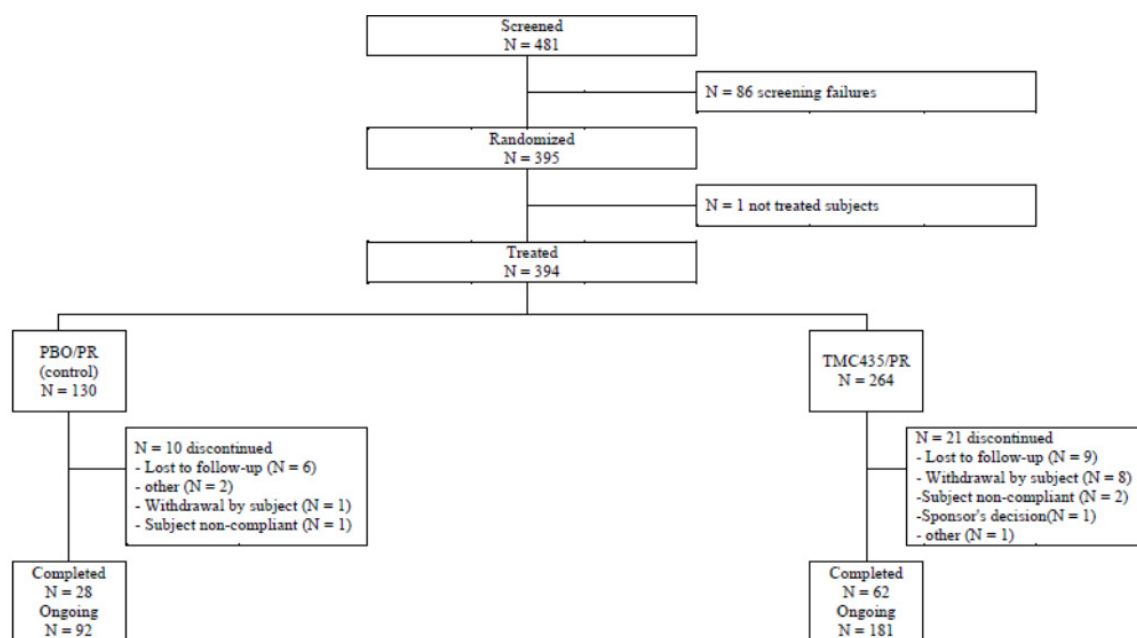 Screened
N = 481
N = 86 screening failures
Randomized
N = 395
N = 1 not treated subjects
Treated
N = 394
PBO/PR
(control)
N = 130
TMC435/PR
N = 264
N = 10 discontinued
- Lost to follow-up (N = 6)
- other (N = 2)
- Withdrawal by subject (N = 1)
- Subject non-compliant (N = 1)
N = 21 discontinued
- Lost to follow-up (N = 9)
- Withdrawal by subject (N = 8)
-Subject non-compliant (N = 2)
-Sponsor's decision(N = 1)
- other (N = 1)
Completed
N = 28
Ongoing
N = 92
Completed
N = 62
Ongoing
N = 181